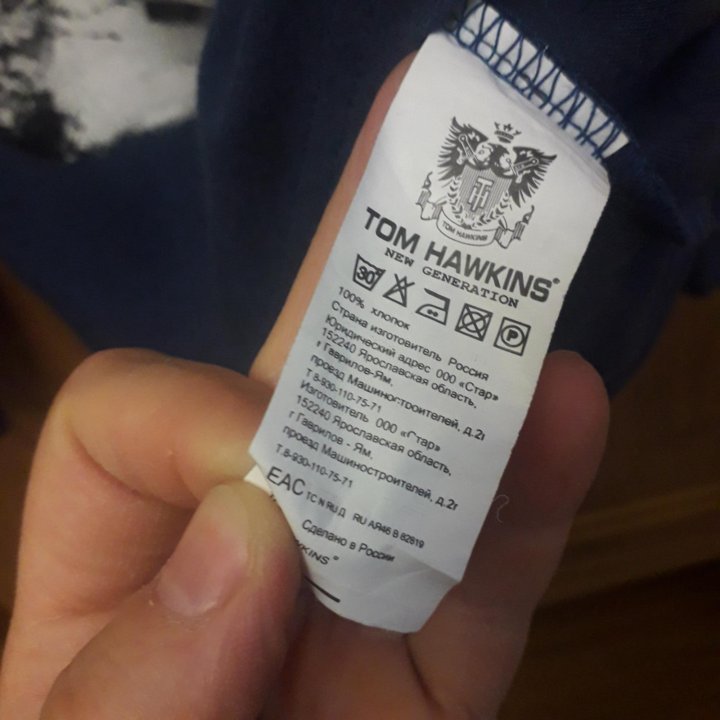 TOM HAWKINS
TOM HAWKINS®
NEW GENERATION
30° P
100% хлопок
Страна изготовитель Россия
Юридический адрес ООО «Стар»
152240 Ярославская область,
г Гаврилов-Ям,
проезд Машиностроителей, д.2г
Т 8-930-110-75-71
Изготовитель ООО «Стар»
152240 Ярославская область,
г Гаврилов - Ям.
проезд Машиностроителей, д.2г
Т.8-930-110-75-71
EAC TC N RU Д RU АЯ46 В 82819
Сделано в России